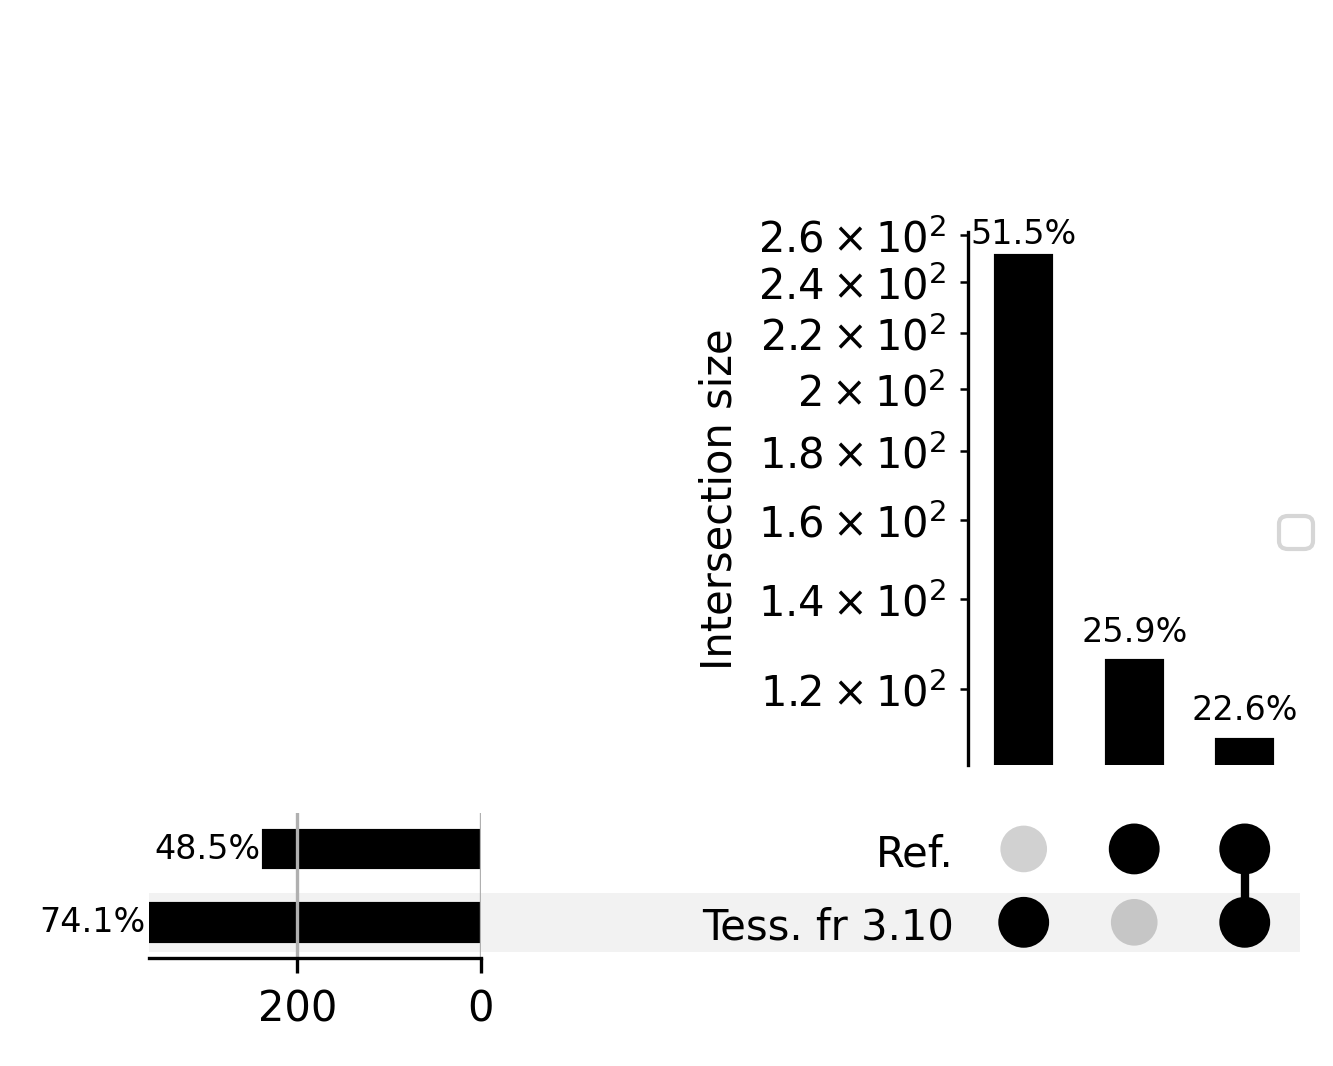 2.6 × 10²
51.5%
2.4 × 10²
2.2 × 10²
2 × 10²
1.8 × 10²
1.6 × 10²
1.4 × 10²
1.2 × 10²
Intersection size
25.9%
22.6%
48.5%
Ref.
74.1%
Tess. fr 3.10
200 0